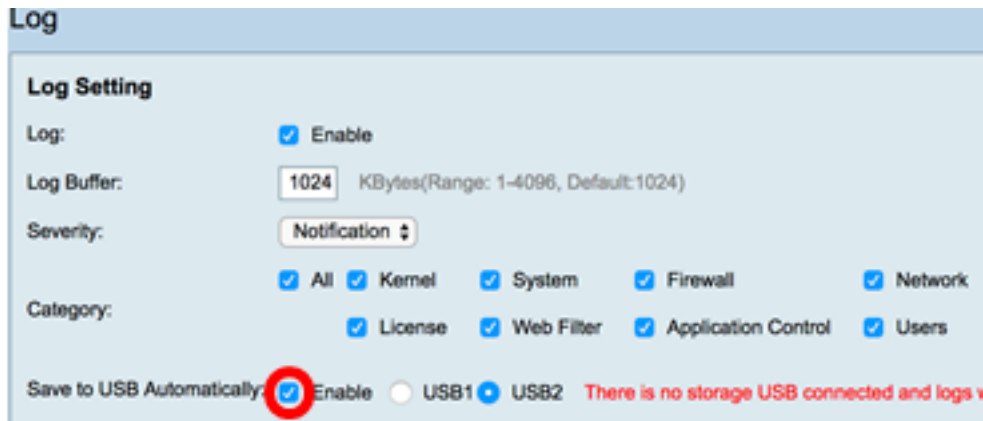 Log
Log Setting
Log: Enable
Log Buffer: 1024 KBytes(Range: 1-4096, Default:1024)
Severity: Notification
All Kernel System Firewall Network
Category:
License Web Filter Application Control Users
Save to USB Automatically: Enable USB1 USB2 There is no storage USB connected and logs